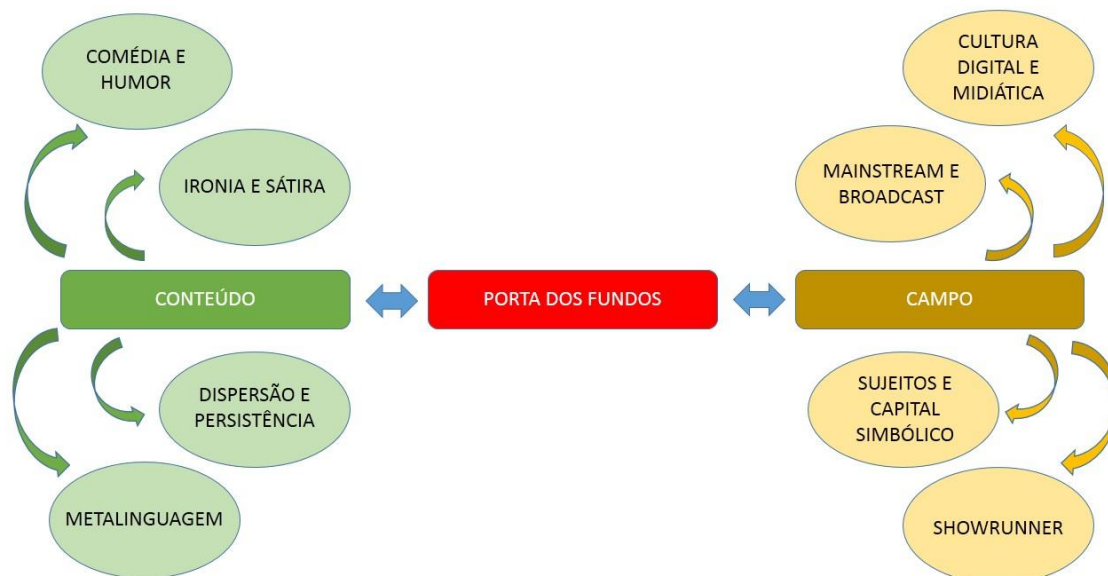 COMÉDIA E
HUMOR
IRONIA E SÁTIRA
CONTEÚDO
DISPERSÃO E
PERSISTÊNCIA
METALINGUAGEM
PORTA DOS FUNDOS
CULTURA
DIGITAL E
MIDIÁTICA
MAINSTREAM E
BROADCAST
CAMPO
SUJEITOS E
CAPITAL
SIMBÓLICO
SHOWRUNNER